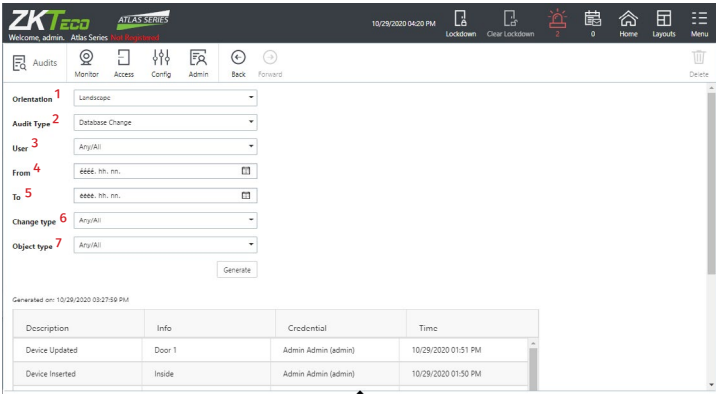 ZKTeco ATLAS SERIES
Welcome, admin. Atlas Series Not Registered
10/29/2020 04:20 PM
Lockdown
Clear Lockdown
2
0
Home
Layouts
Menu
Audits
Monitor
Access
Config
Admin
Back
Forward
Delete
Orientation 1 Landscape
Audit Type 2 Database Change
User 3 Any/All
From 4 éééé. hh. nn.
To 5 éééé. hh. nn.
Change type 6 Any/All
Object type 7 Any/All
Generate
Generated on: 10/29/2020 03:27:59 PM
Description Info Credential Time
Device Updated Door 1 Admin Admin (admin) 10/29/2020 01:51 PM
Device Inserted Inside Admin Admin (admin) 10/29/2020 01:50 PM